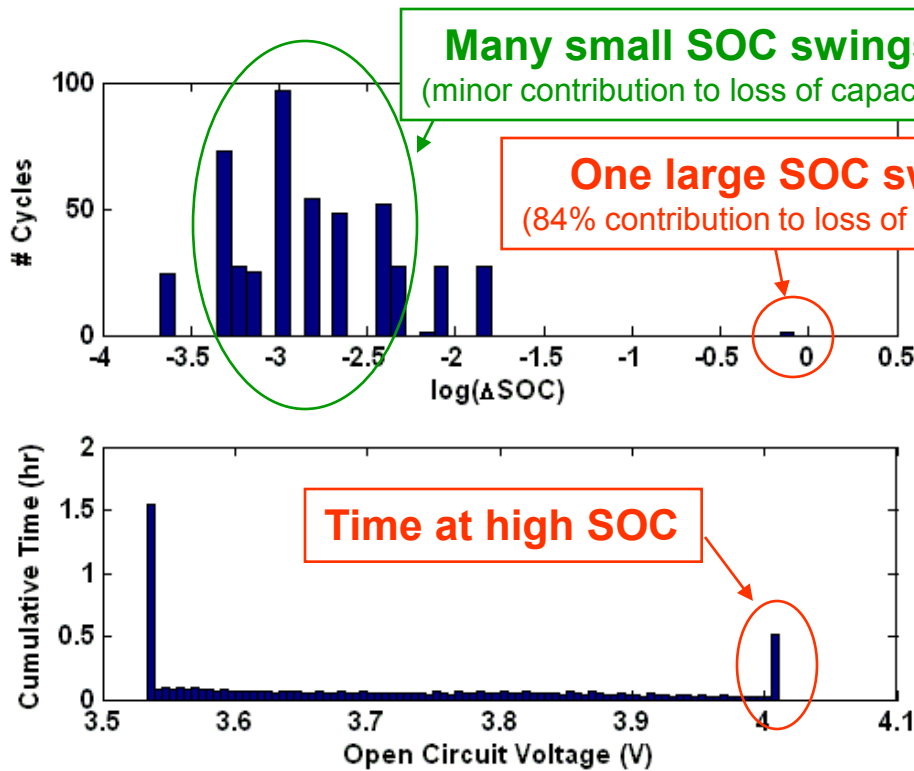 Many small SOC swings
(minor contribution to loss of capac
One large SOC sw
(84% contribution to loss of
100
50
0
# Cycles
-4 -3.5 -3 -2.5 -2 -1.5 -1 -0.5 0 0.5
log(ΔSOC)
2
1.5
1
0.5
0
Cumulative Time (hr)
Time at high SOC
3.5 3.6 3.7 3.8 3.9 4 4.1
Open Circuit Voltage (V)